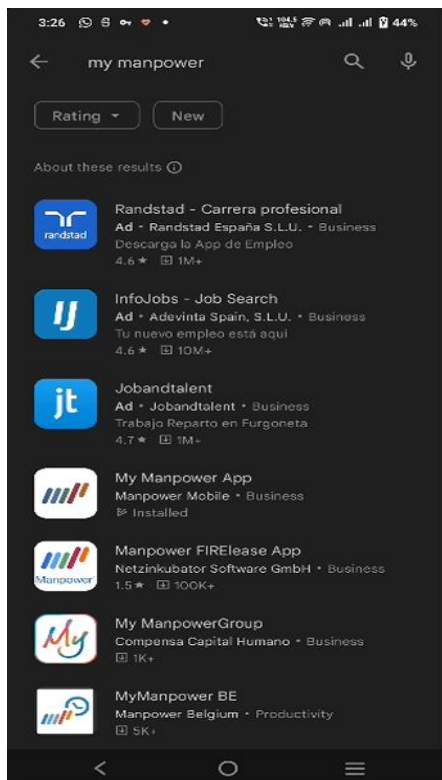 3:26
104.5
44%
my manpower
Rating
New
About these results
randstad
Randstad - Carrera profesional
Ad • Randstad España S.L.U. • Business
Descarga la App de Empleo
4.6★ 1M+
InfoJobs - Job Search
Ad • Adevinta Spain, S.L.U. • Business
Tu nuevo empleo está aquí
4.6★ 10M+
jt
Jobandtalent
Ad • Jobandtalent • Business
Trabajo Reparto en Furgoneta
4.7★ 1M+
My Manpower App
Manpower Mobile • Business
Installed
Manpower
Manpower FIRElease App
Netzinkubator Software GmbH • Business
1.5★ 100K+
My
My ManpowerGroup
Compensa Capital Humano • Business
1K+
MyManpower BE
Manpower Belgium • Productivity
5K+